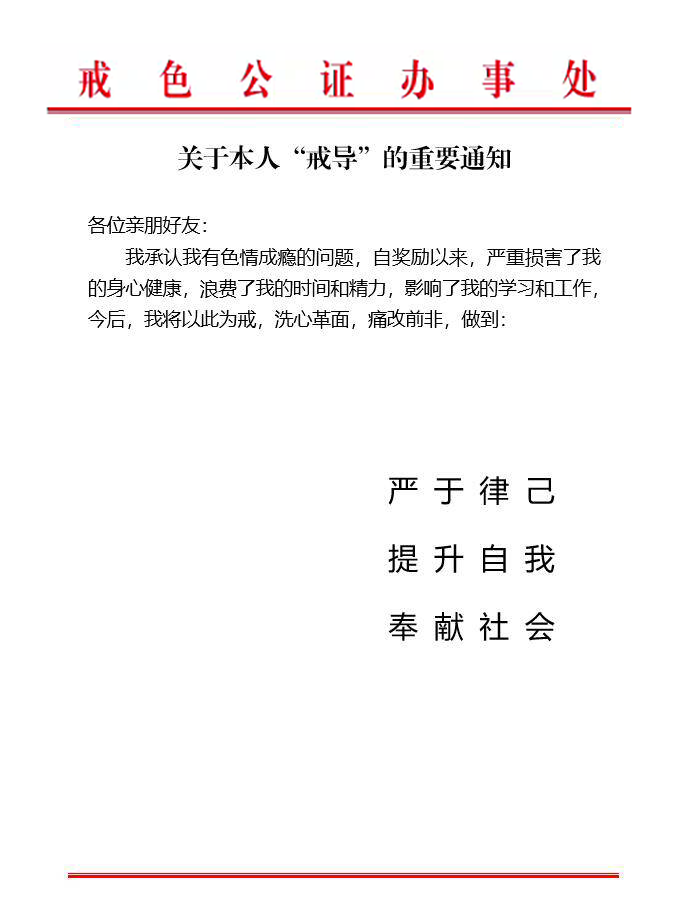 戒色公证办事处
关于本人“戒导”的重要通知
各位亲朋好友：
我承认我有色情成瘾的问题，自奖励以来，严重损害了我
的身心健康，浪费了我的时间和精力，影响了我的学习和工作，
今后，我将以此为戒，洗心革面，痛改前非，做到：
严于律己
提升自我
奉献社会